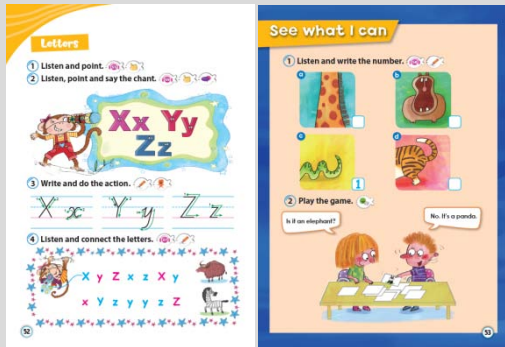 Letters
1 Listen and point.
2 Listen, point and say the chant.
Xx Yy
Zz
3 Write and do the action.
X x Y y Z z
4 Listen and connect the letters.
X y Z x z X y
x Y z y y z Z
52
See what I can
1 Listen and write the number.
a
b
c
1
d
2 Play the game.
Is it an elephant?
No. It's a panda.
53